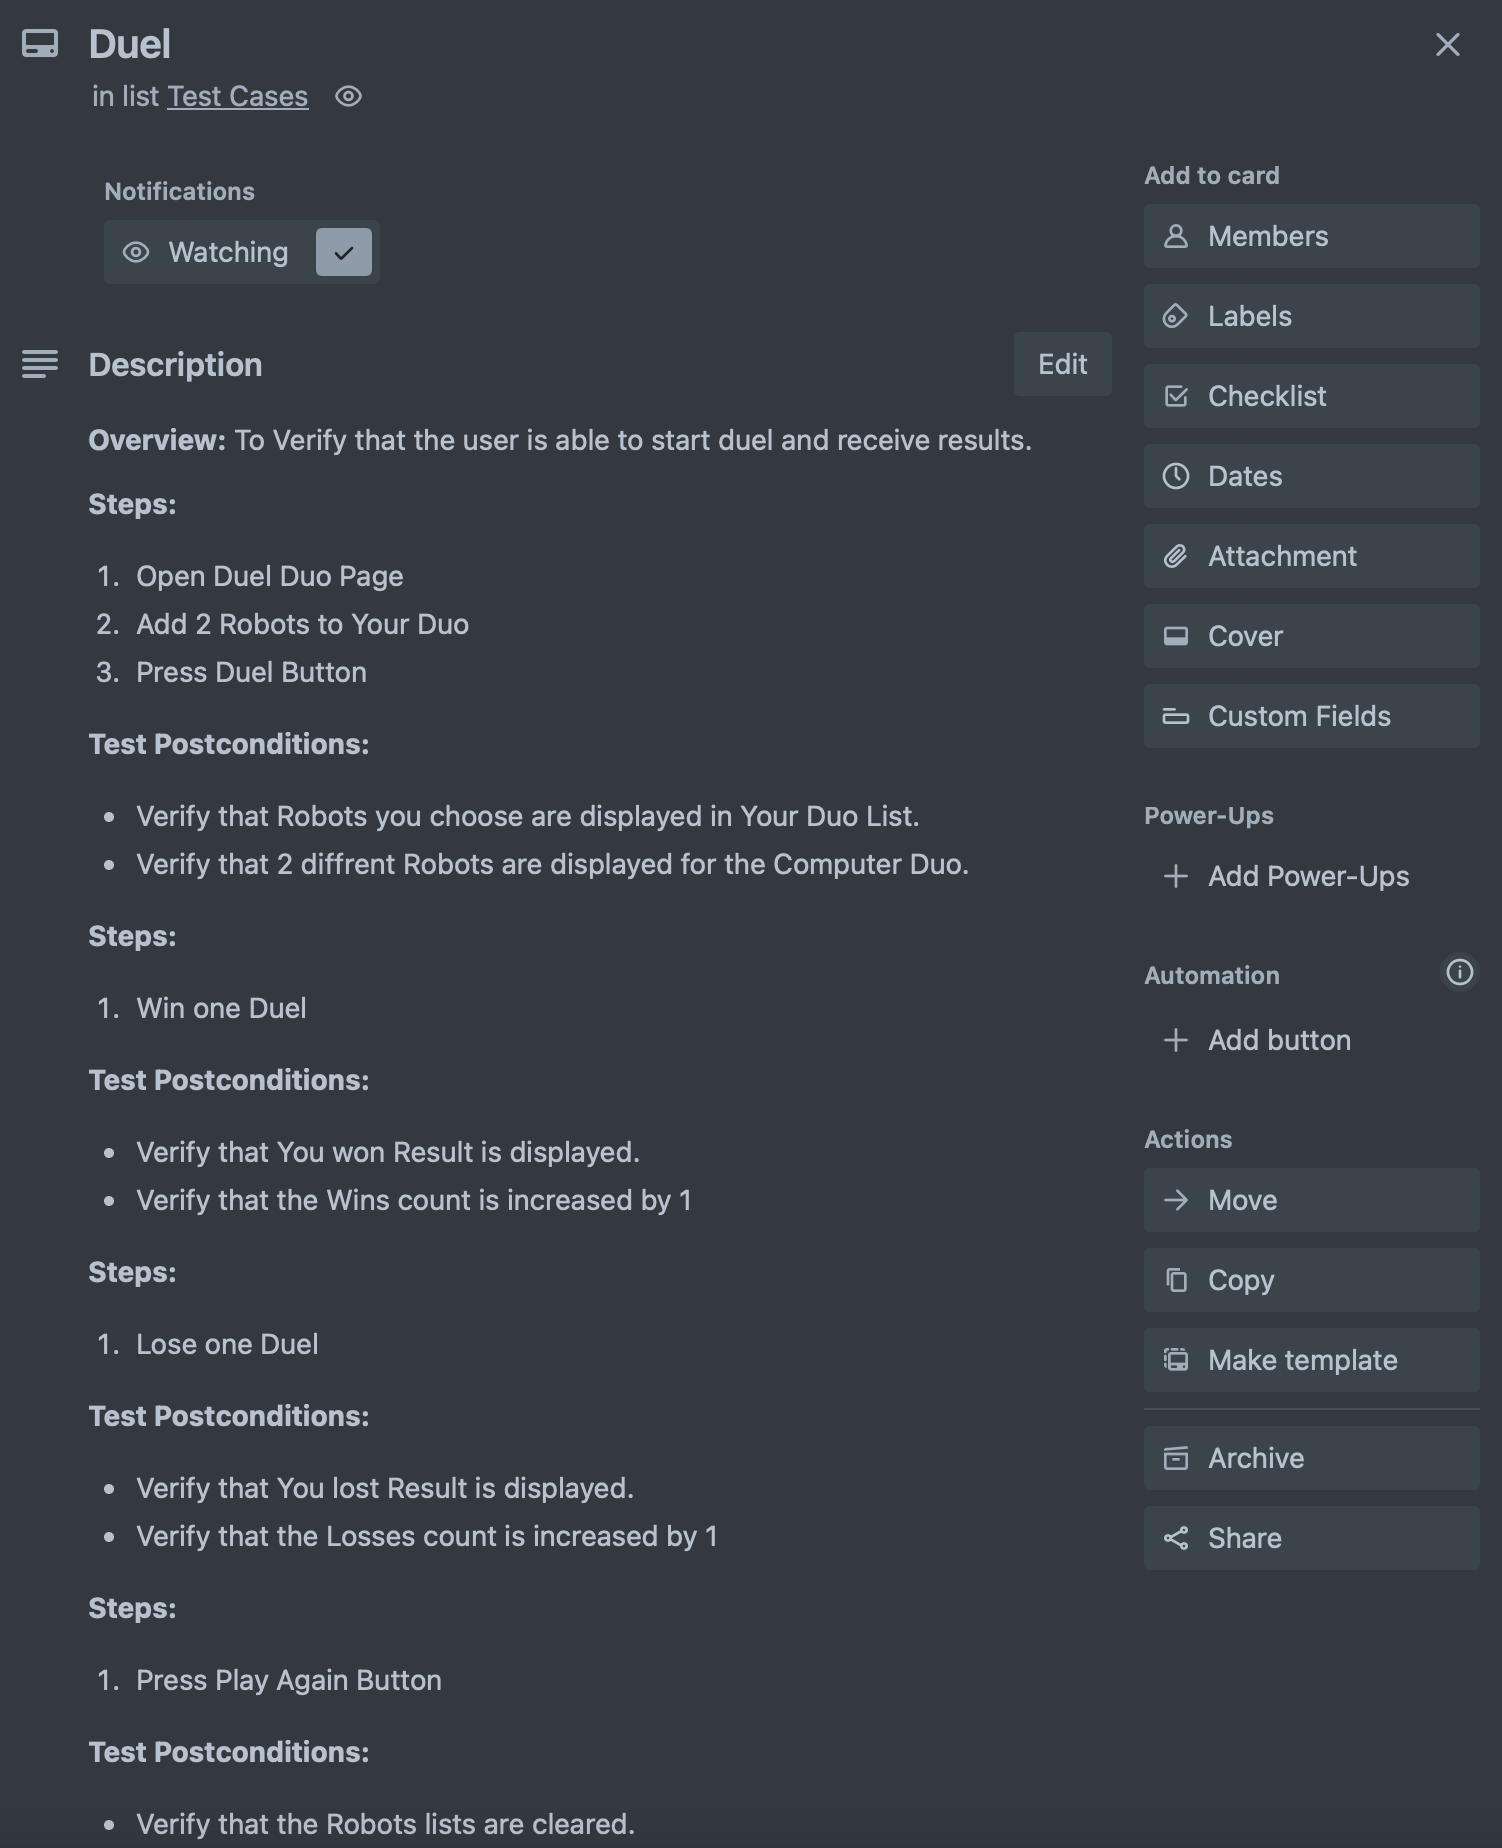 Duel
in list Test Cases
Notifications
Watching
Description
Edit
Overview: To Verify that the user is able to start duel and receive results.
Steps:
1. Open Duel Duo Page
2. Add 2 Robots to Your Duo
3. Press Duel Button
Test Postconditions:
• Verify that Robots you choose are displayed in Your Duo List.
• Verify that 2 diffrent Robots are displayed for the Computer Duo.
Steps:
1. Win one Duel
Test Postconditions:
• Verify that You won Result is displayed.
• Verify that the Wins count is increased by 1
Steps:
1. Lose one Duel
Test Postconditions:
• Verify that You lost Result is displayed.
• Verify that the Losses count is increased by 1
Steps:
1. Press Play Again Button
Test Postconditions:
• Verify that the Robots lists are cleared.
Add to card
Members
Labels
Checklist
Dates
Attachment
Cover
Custom Fields
Power-Ups
Add Power-Ups
Automation
Add button
Actions
Move
Copy
Make template
Archive
Share